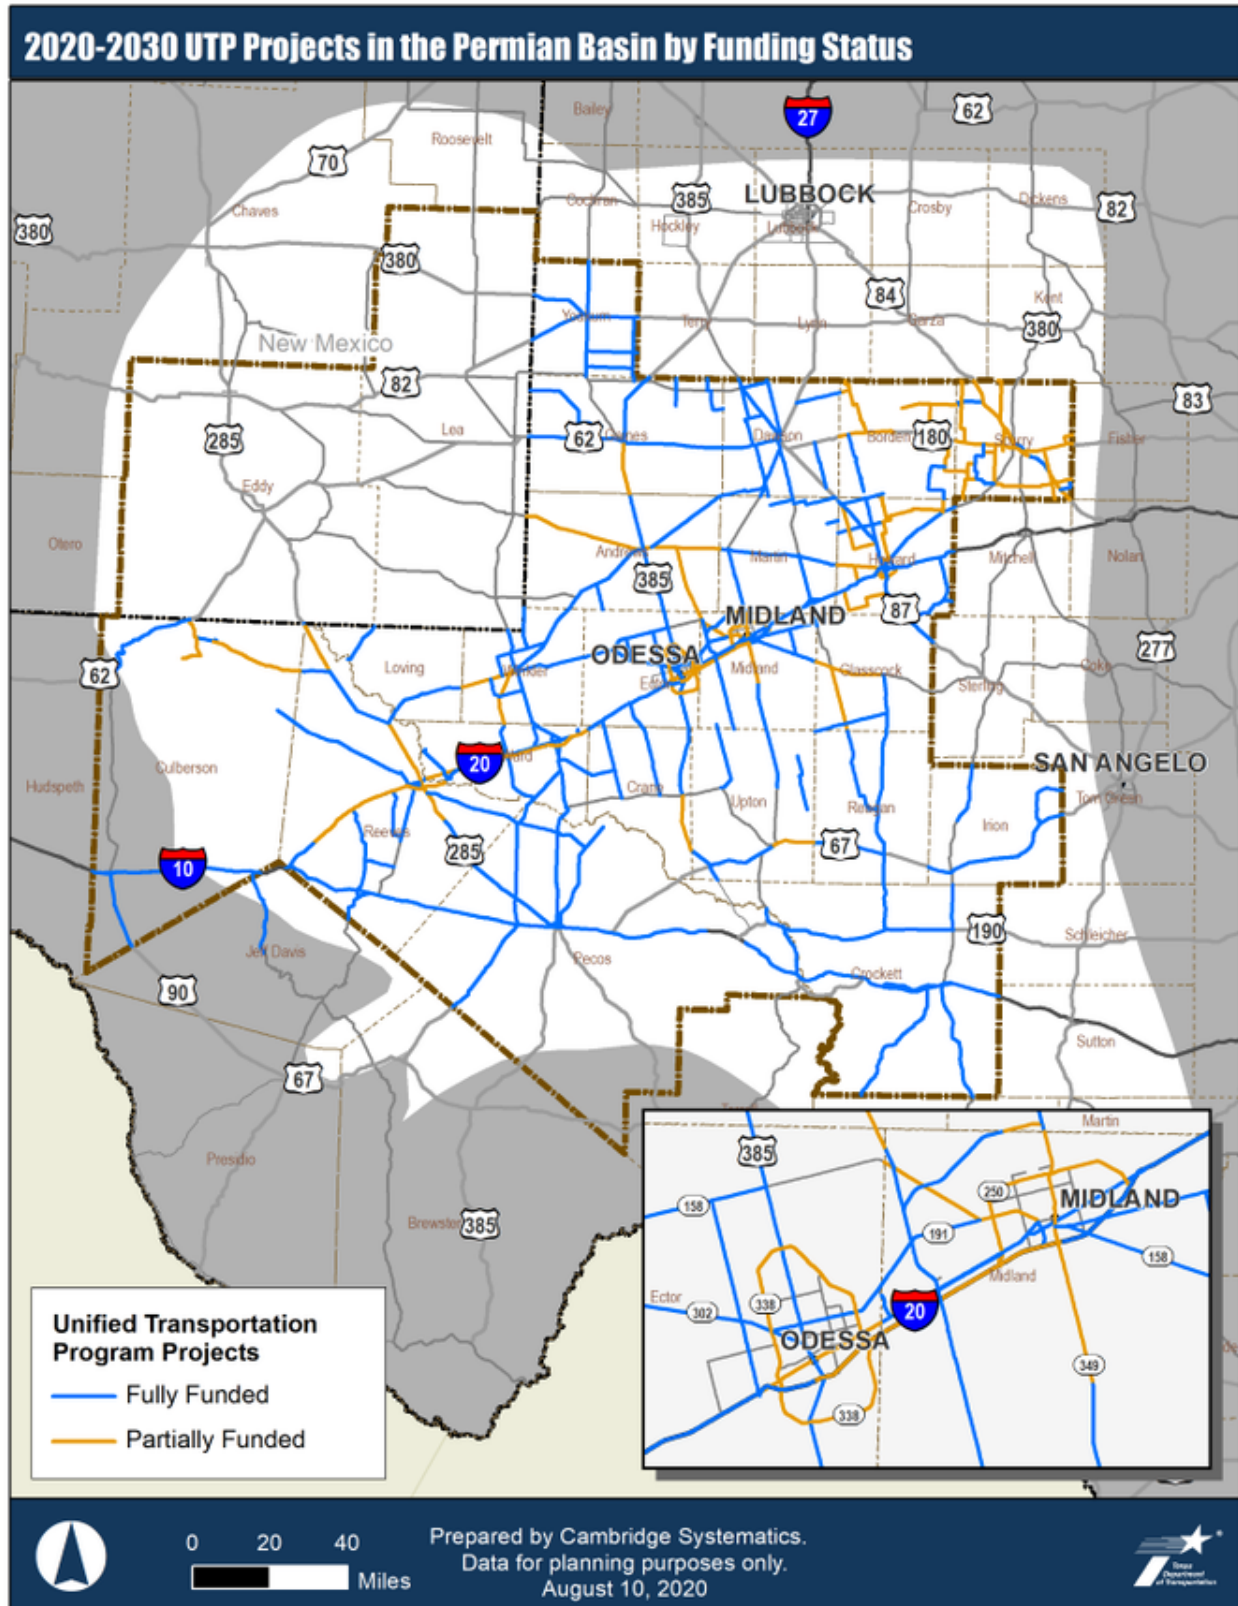 2020-2030 UTP Projects in the Permian Basin by Funding Status
Bailey
27
62
Roosevelt
70
Cochran
385
LUBBOCK
Dickens
82
Chaves
Hockley
Lubbock
Crosby
380
380
84
Kent
Yoakum
Terry
Lynn
Garza
380
New Mexico
82
83
285
Lea
62
Gaines
Dawson
Borden
180
Scurry
Fisher
Eddy
Otero
Andrews
Martin
Howard
Mitchell
Nolan
385
87
MIDLAND
277
62
Loving
Winkler
ODESSA
Ector
Midland
Glasscock
Sterling
Coke
20
Ward
SAN ANGELO
Hudspeth
Culberson
Crane
Upton
Reagan
Irion
Tom Green
Reeves
285
67
10
190
Schleicher
Jeff Davis
Pecos
Crockett
90
Sutton
67
Presidio
Brewster
385
Martin
385
250
MIDLAND
158
191
158
Midland
Ector
338
302
20
ODESSA
349
338
Unified Transportation
Program Projects
Fully Funded
Partially Funded
0 20 40
Miles
Prepared by Cambridge Systematics.
Data for planning purposes only.
August 10, 2020
Texas
Department
of Transportation